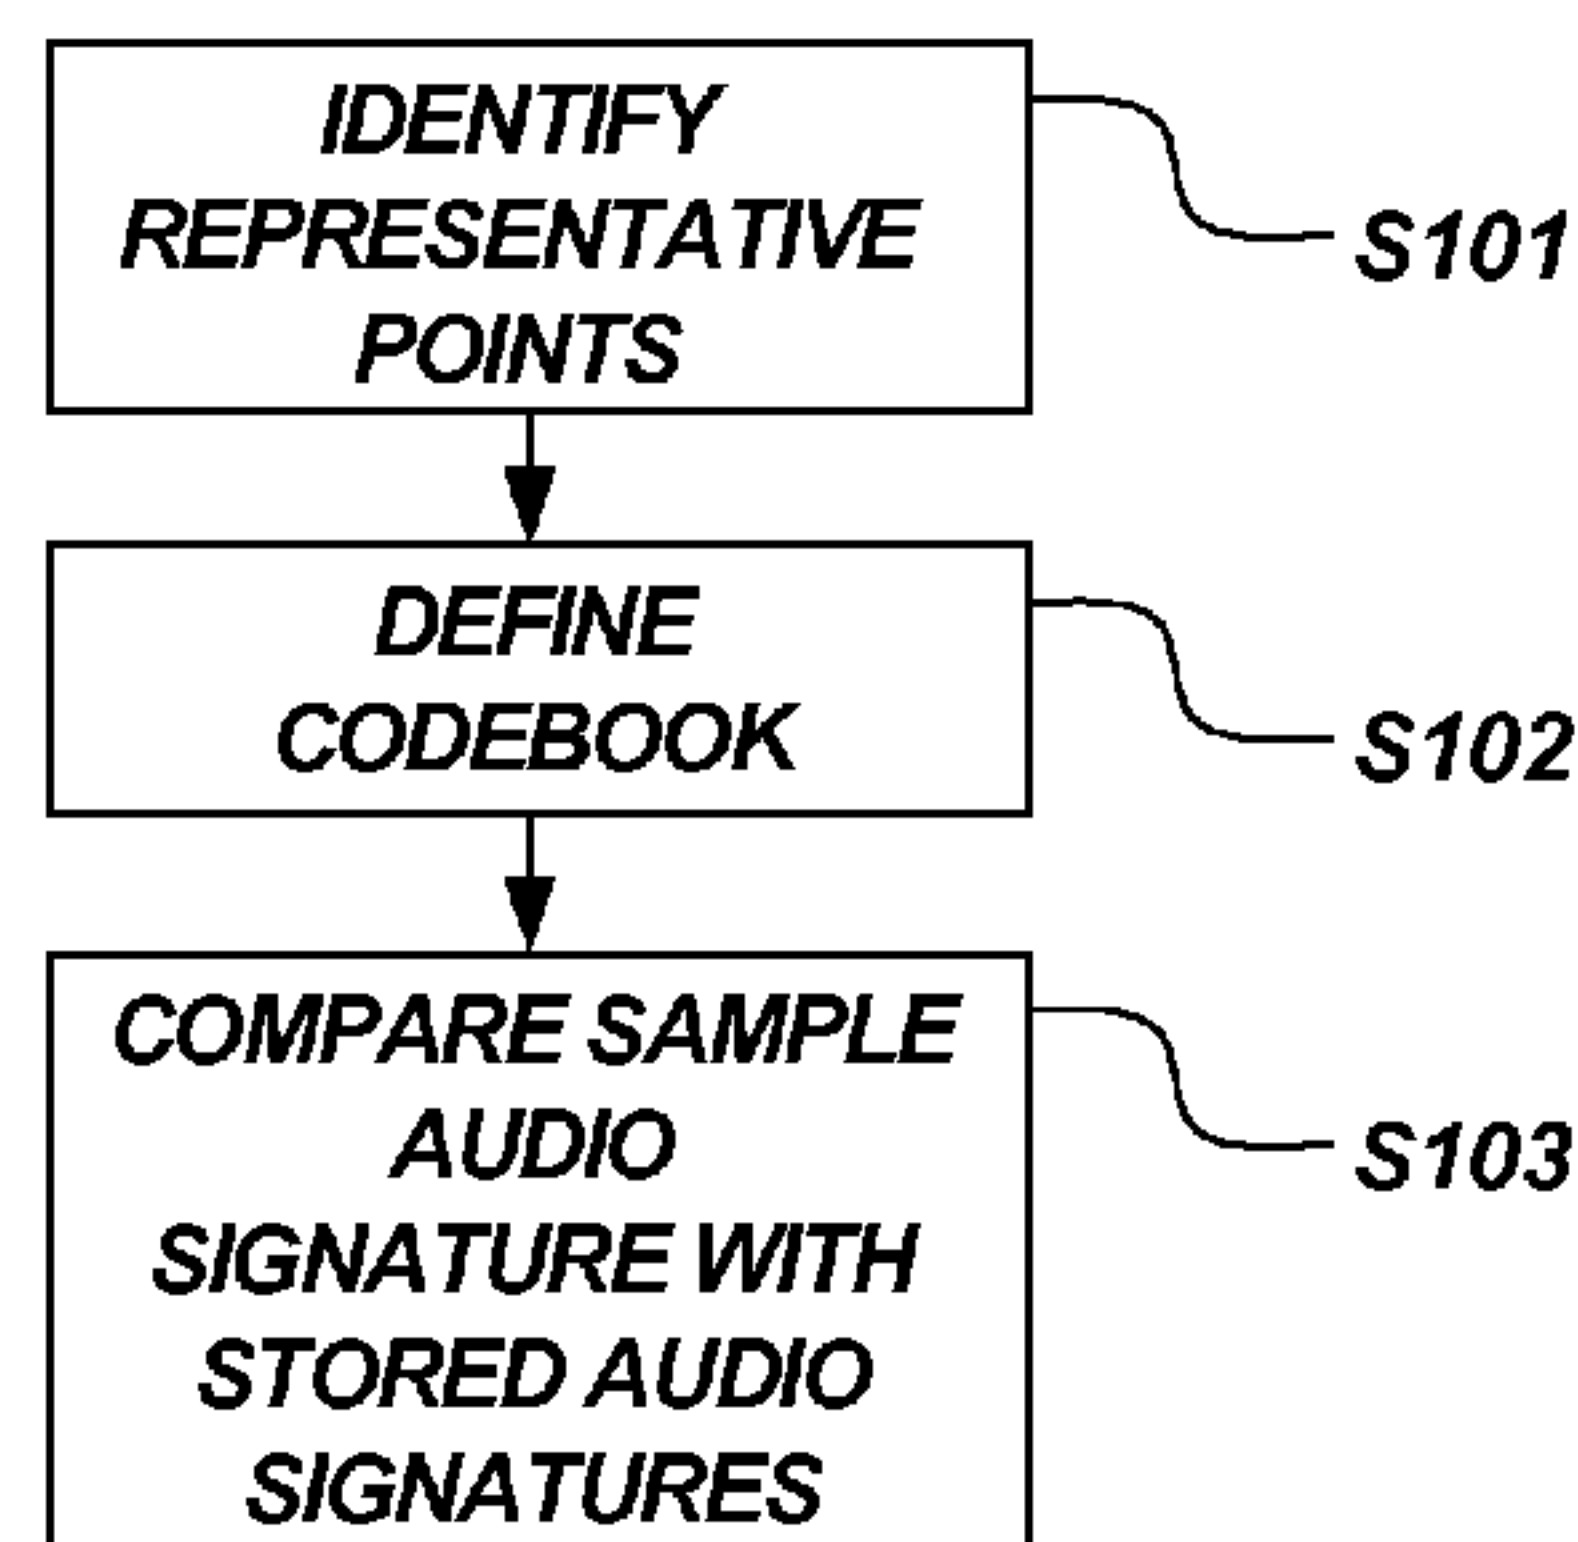 IDENTIFY
REPRESENTATIVE
POINTS
S101
DEFINE
CODEBOOK
S102
COMPARE SAMPLE
AUDIO
SIGNATURE WITH
STORED AUDIO
SIGNATURES
S103